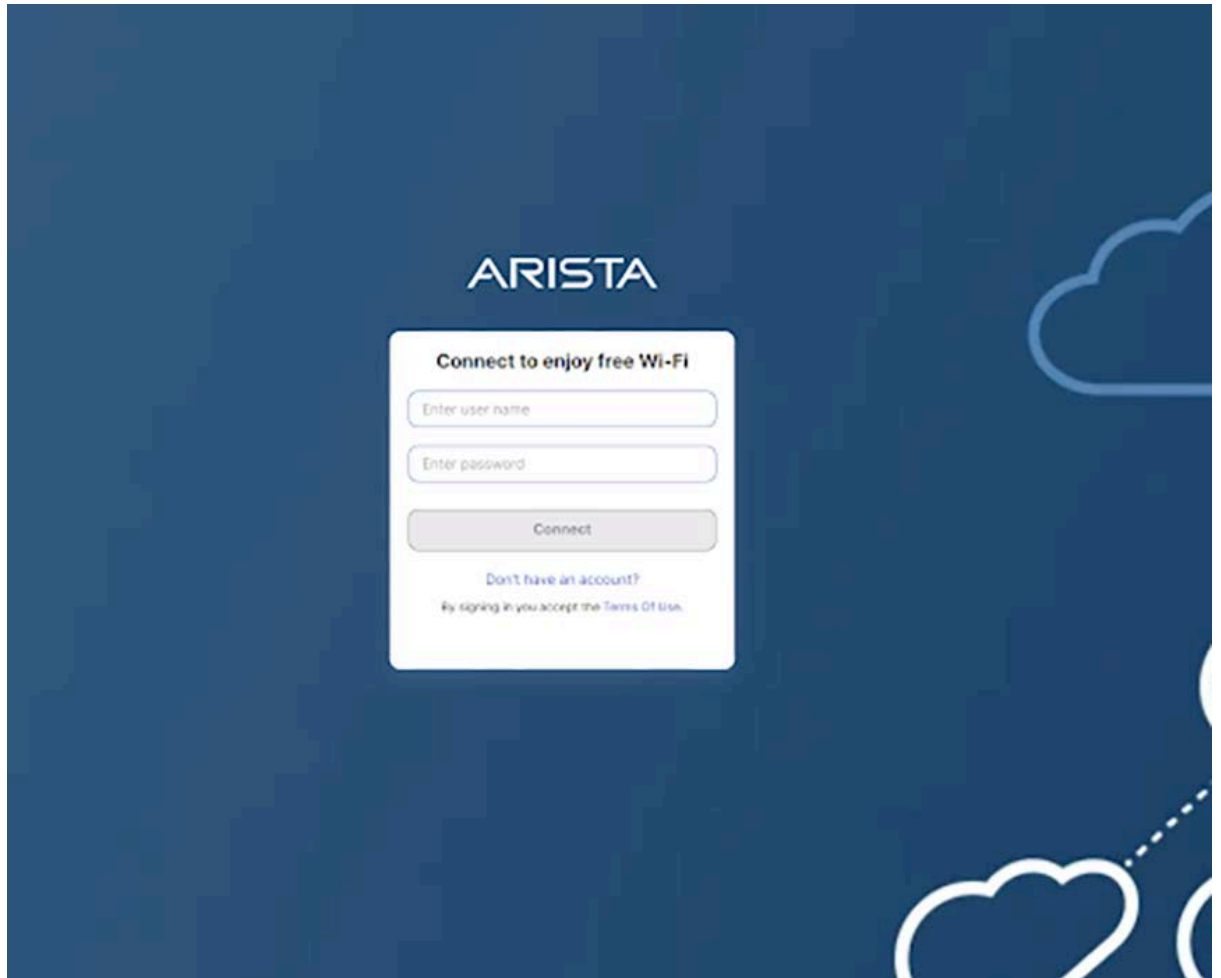 ARISTA
Connect to enjoy free Wi-Fi
Enter user name
Enter password
Connect
Don't have an account?
By signing in you accept the Terms Of Use.